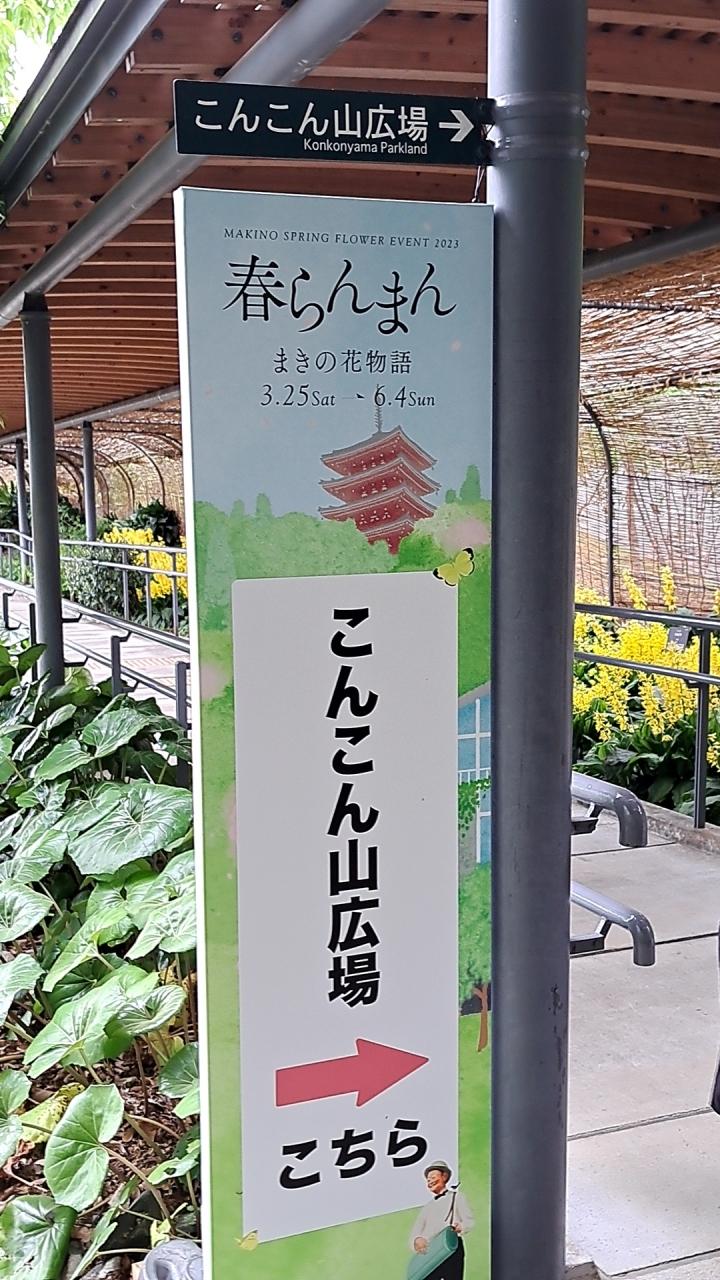 こんこん山広場 →
Konkonyama Parkland
MAKINO SPRING FLOWER EVENT 2023
春らんまん
まきの花物語
3.25Sat → 6.4Sun
こんこん山広場
こちら